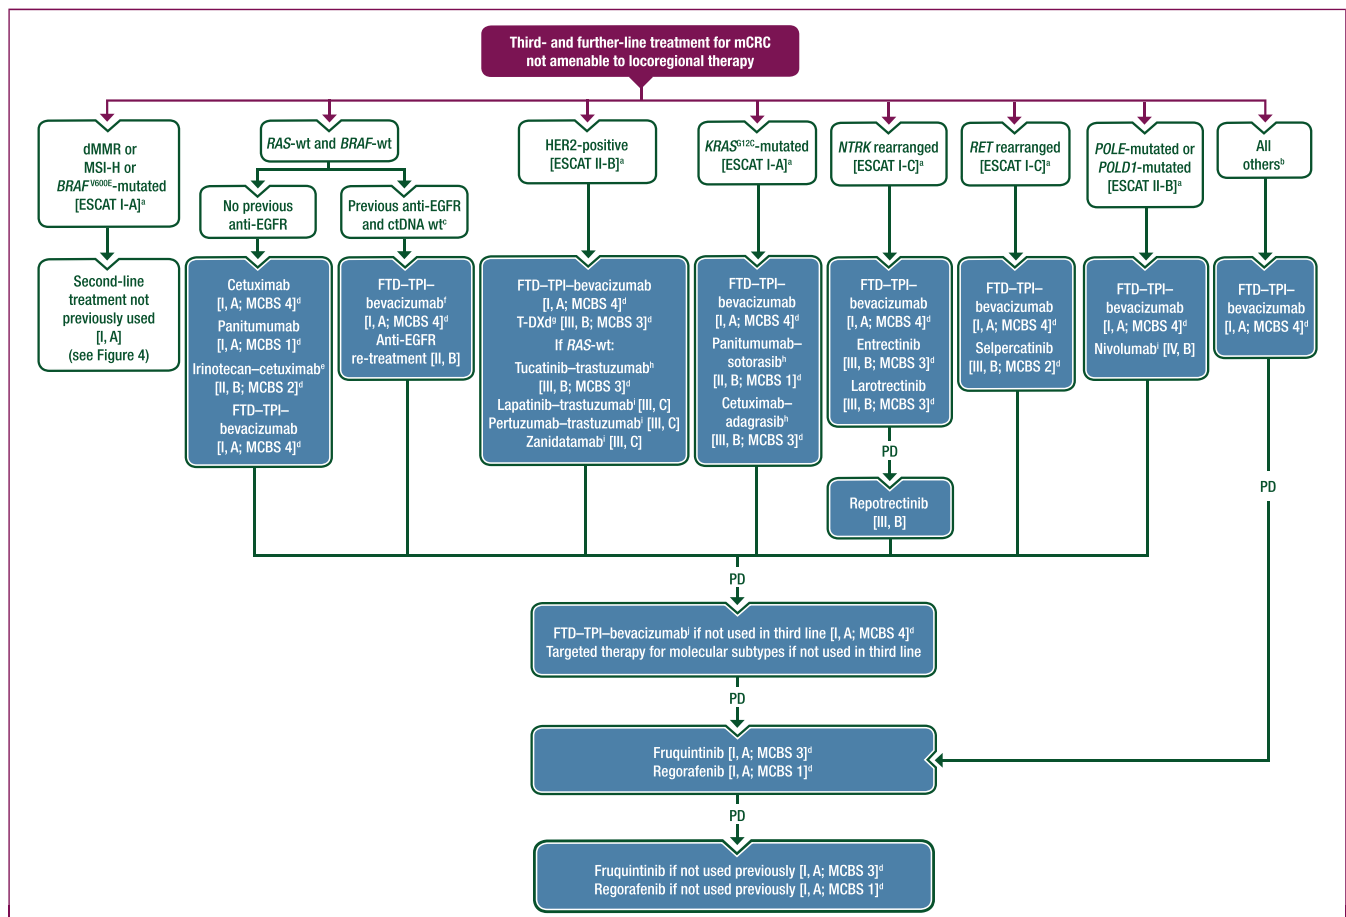 Third- and further-line treatment for mCRC
not amenable to locoregional therapy
dMMR or
MSI-H or
BRAF V600E-mutated
[ESCAT I-A]a
RAS-wt and BRAF-wt
HER2-positive
[ESCAT II-B]a
KRASG12C-mutated
[ESCAT I-A]a
NTRK rearranged
[ESCAT I-C]a
RET rearranged
[ESCAT I-C]a
POLE-mutated or
POLD1-mutated
[ESCAT II-B]a
All
othersb
No previous
anti-EGFR
Previous anti-EGFR
and ctDNA wtc
Second-line
treatment not
previously used
[I, A]
(see Figure 4)
Cetuximab
[I, A; MCBS 4]d
Panitumumab
[I, A; MCBS 1]d
Irinotecan–cetuximabe
[II, B; MCBS 2]d
FTD–TPI–
bevacizumab
[I, A; MCBS 4]d
FTD–TPI–
bevacizumabf
[I, A; MCBS 4]d
Anti-EGFR
re-treatment [II, B]
FTD–TPI–bevacizumab
[I, A; MCBS 4]d
T-DXdg [III, B; MCBS 3]d
If RAS-wt:
Tucatinib–trastuzumabh
[III, B; MCBS 3]d
Lapatinib–trastuzumabi [III, C]
Pertuzumab–trastuzumabi [III, C]
Zanidatamabi [III, C]
FTD–TPI–
bevacizumab
[I, A; MCBS 4]d
Panitumumab–
sotorasibh
[II, B; MCBS 1]d
Cetuximab–
adagrasibh
[III, B; MCBS 3]d
FTD–TPI–
bevacizumab
[I, A; MCBS 4]d
Entrectinib
[III, B; MCBS 3]d
Larotrectinib
[III, B; MCBS 3]d
PD
Repotrectinib
[III, B]
FTD–TPI–
bevacizumab
[I, A; MCBS 4]d
Selpercatinib
[III, B; MCBS 2]d
FTD–TPI–
bevacizumab
[I, A; MCBS 4]d
Nivolumabi [IV, B]
FTD–TPI–
bevacizumab
[I, A; MCBS 4]d
PD
PD
FTD–TPI–bevacizumabj if not used in third line [I, A; MCBS 4]d
Targeted therapy for molecular subtypes if not used in third line
PD
Fruquintinib [I, A; MCBS 3]d
Regorafenib [I, A; MCBS 1]d
PD
Fruquintinib if not used previously [I, A; MCBS 3]d
Regorafenib if not used previously [I, A; MCBS 1]d